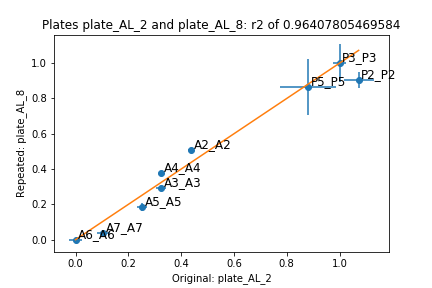 Plates plate_AL_2 and plate_AL_8: r2 of 0.96407805469584
Repeated: plate_AL_8
1.0
0.8
0.6
0.4
0.2
0.0
P3_P3
P2_P2
P5_P5
A2_A2
A4_A4
A3_A3
A5_A5
A7_A7
A6_A6
0.0 0.2 0.4 0.6 0.8 1.0
Original: plate_AL_2